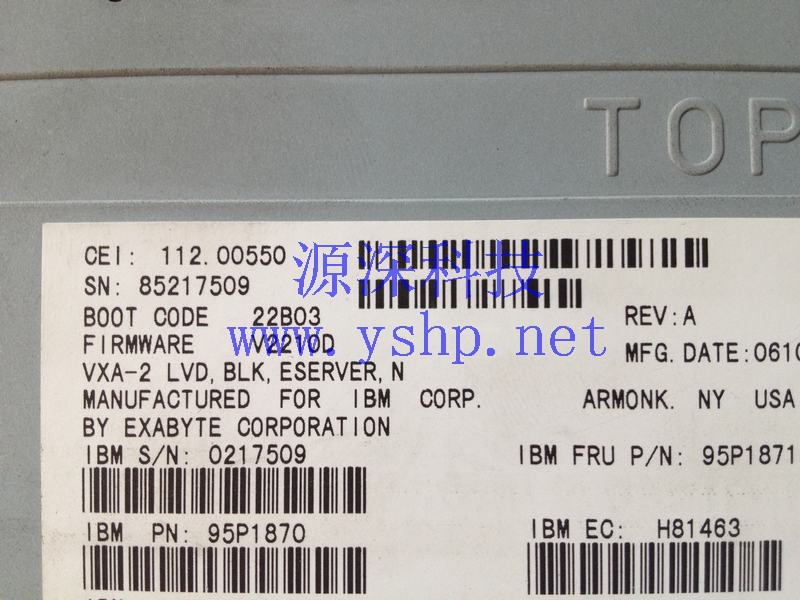 TOP
CEI: 112.00550
源深科技
SN: 85217509
BOOT CODE 22B03 REV:A
www.yshp.net
FIRMWARE V2210D MFG.DATE:0610
VXA-2 LVD,BLK,ESERVER,N
MANUFACTURED FOR IBM CORP. ARMONK. NY USA
BY EXABYTE CORPORATION
IBM S/N: 0217509 IBM FRU P/N: 95P1871
IBM PN: 95P1870 IBM EC: H81463